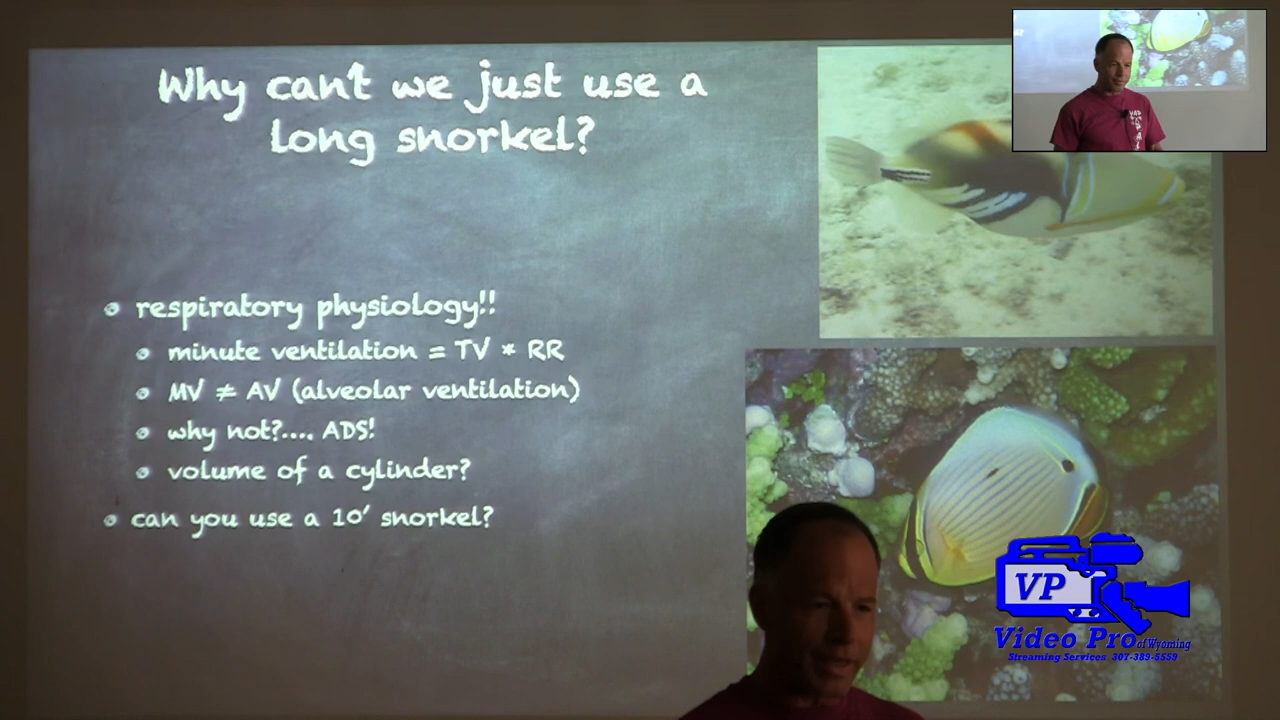 Why can't we just use a
long snorkel?
respiratory physiology!!
minute ventilation = TV * RR
MV ≠ AV (alveolar ventilation)
why not?.... ADS!
volume of a cylinder?
can you use a 10' snorkel?
VP
Video Pro of Wyoming
Streaming Services 307-389-5559